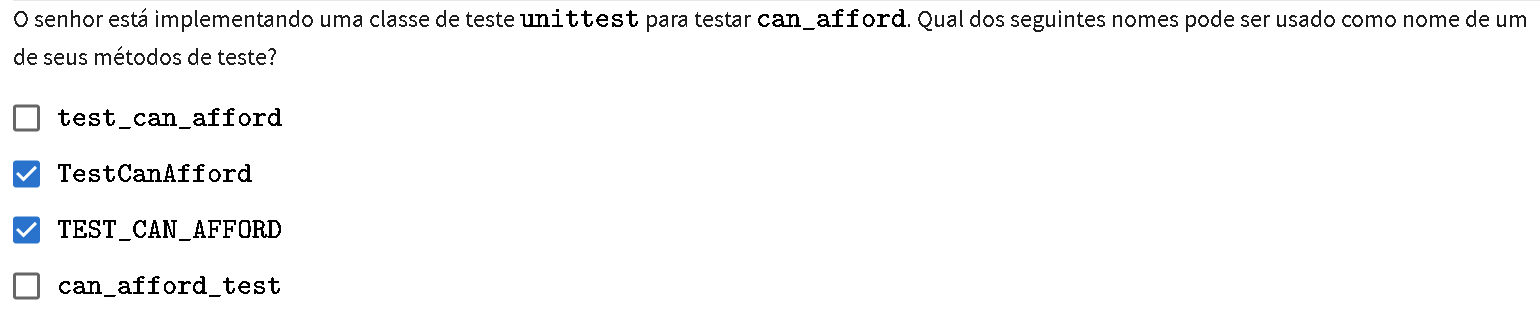 O senhor está implementando uma classe de teste unittest para testar can_afford. Qual dos seguintes nomes pode ser usado como nome de um
de seus métodos de teste?
test_can_afford
TestCanAfford
TEST_CAN_AFFORD
can_afford_test